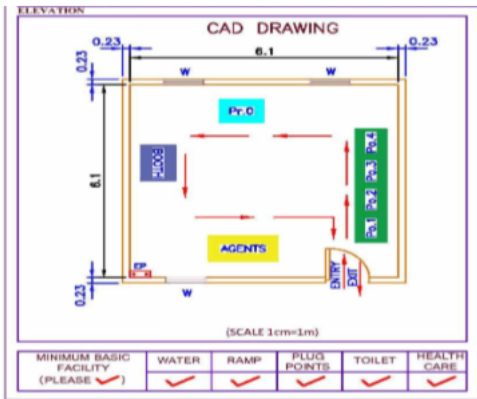 ELEVATION
CAD DRAWING
0.23
6.1
0.23
0.23
W
W
Pr.O
6.1
BOOTH
Po.1 Po.2 Po.3 Po.4
AGENTS
EP
ENTRY
EXIT
0.23
W
(SCALE 1cm=1m)
MINIMUM BASIC FACILITY (PLEASE ✓)
WATER
RAMP
PLUG POINTS
TOILET
HEALTH CARE
✓ ✓ ✓ ✓ ✓